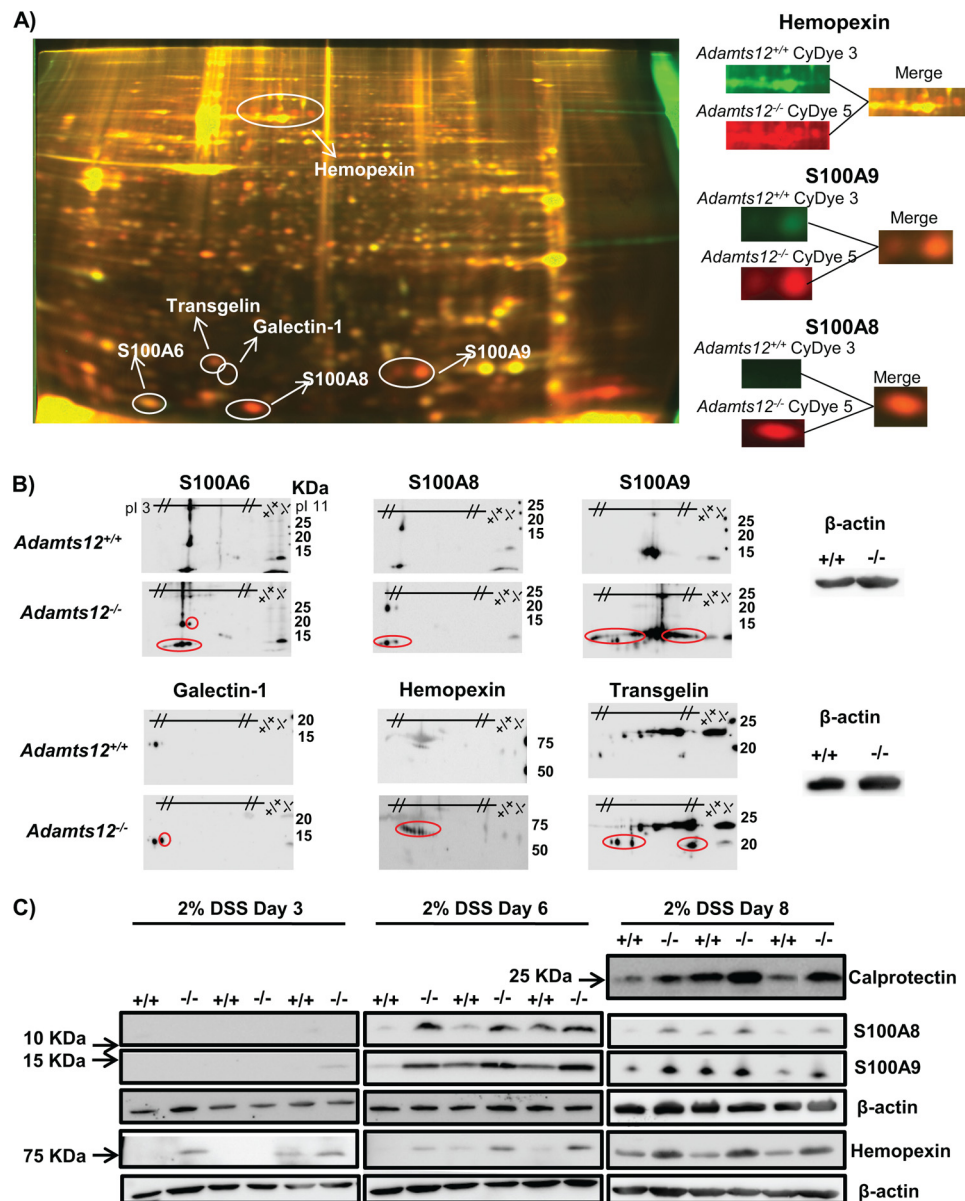 A)
Hemopexin
Adamts12+/+ CyDye 3
Merge
Adamts12-/- CyDye 5
Hemopexin
S100A9
Adamts12+/+ CyDye 3
Merge
Adamts12-/- CyDye 5
S100A8
Adamts12+/+ CyDye 3
Merge
Adamts12-/- CyDye 5
Transgelin
Galectin-1
S100A6
S100A8
S100A9
B)
S100A6 KDa S100A8 S100A9
pI 3 // // pI 11 +/+ -/- // // +/+ -/- // // +/+ -/-
Adamts12+/+
25 25 25
20 20 20
15 15 15
β-actin
+/+ -/-
// // +/+ -/- // // +/+ -/- // // +/+ -/-
Adamts12-/-
25 25 25
20 20 20
15 15 15
Galectin-1 Hemopexin Transgelin
// // +/+ -/- // // +/+ -/- // // +/+ -/-
Adamts12+/+
20 75 25
15 50 20
β-actin
+/+ -/-
// // +/+ -/- // // +/+ -/- // // +/+ -/-
Adamts12-/-
20 75 25
15 50 20
C)
2% DSS Day 3 2% DSS Day 6 2% DSS Day 8
+/+ -/- +/+ -/- +/+ -/-
25 KDa Calprotectin
+/+ -/- +/+ -/- +/+ -/- +/+ -/- +/+ -/- +/+ -/-
10 KDa S100A8
15 KDa S100A9
β-actin
75 KDa Hemopexin
β-actin